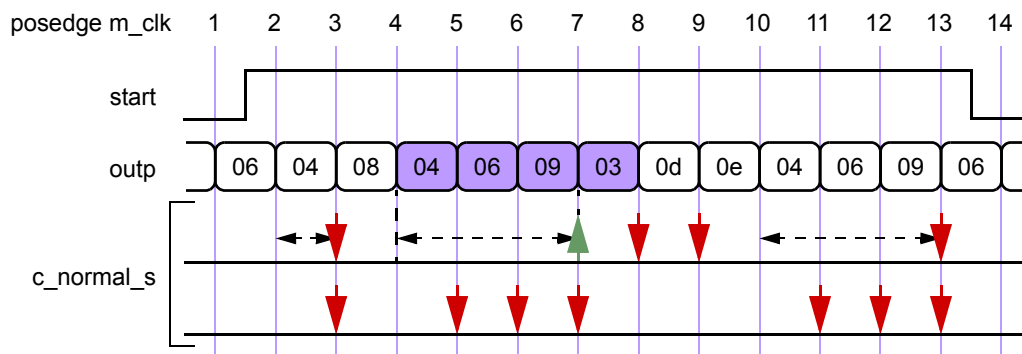 posedge m_clk 1 2 3 4 5 6 7 8 9 10 11 12 13 14
start
outp 06 04 08 04 06 09 03 0d 0e 04 06 09 06
c_normal_s